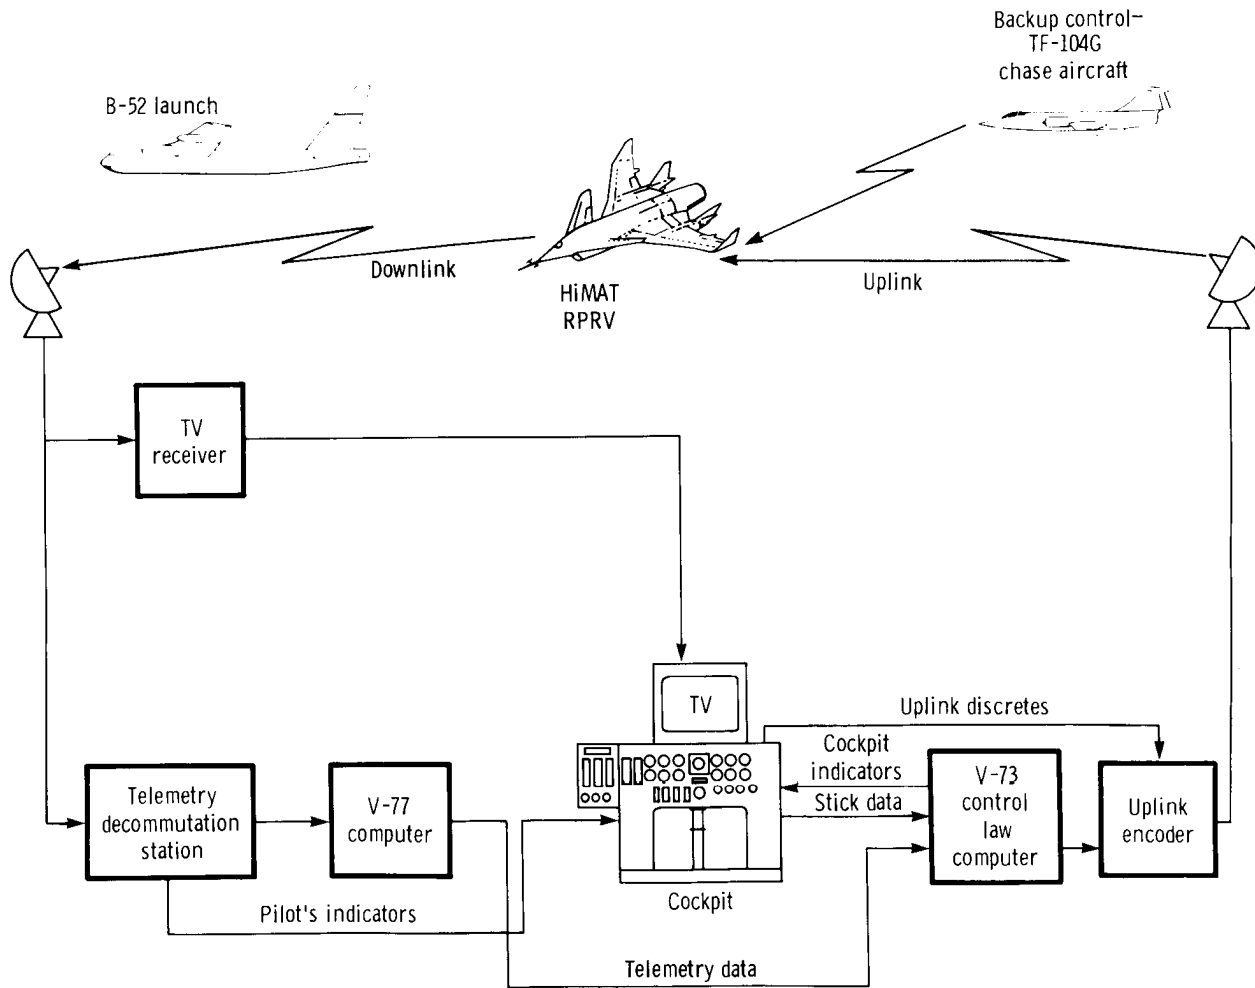 Backup control-
TF-104G
chase aircraft
B-52 launch
Downlink
HiMAT
RPRV
Uplink
TV
receiver
TV
Uplink discretes
Cockpit
indicators
Stick data
Telemetry
decommutation
station
V-77
computer
V-73
control
law
computer
Uplink
encoder
Cockpit
Pilot's indicators
Telemetry data